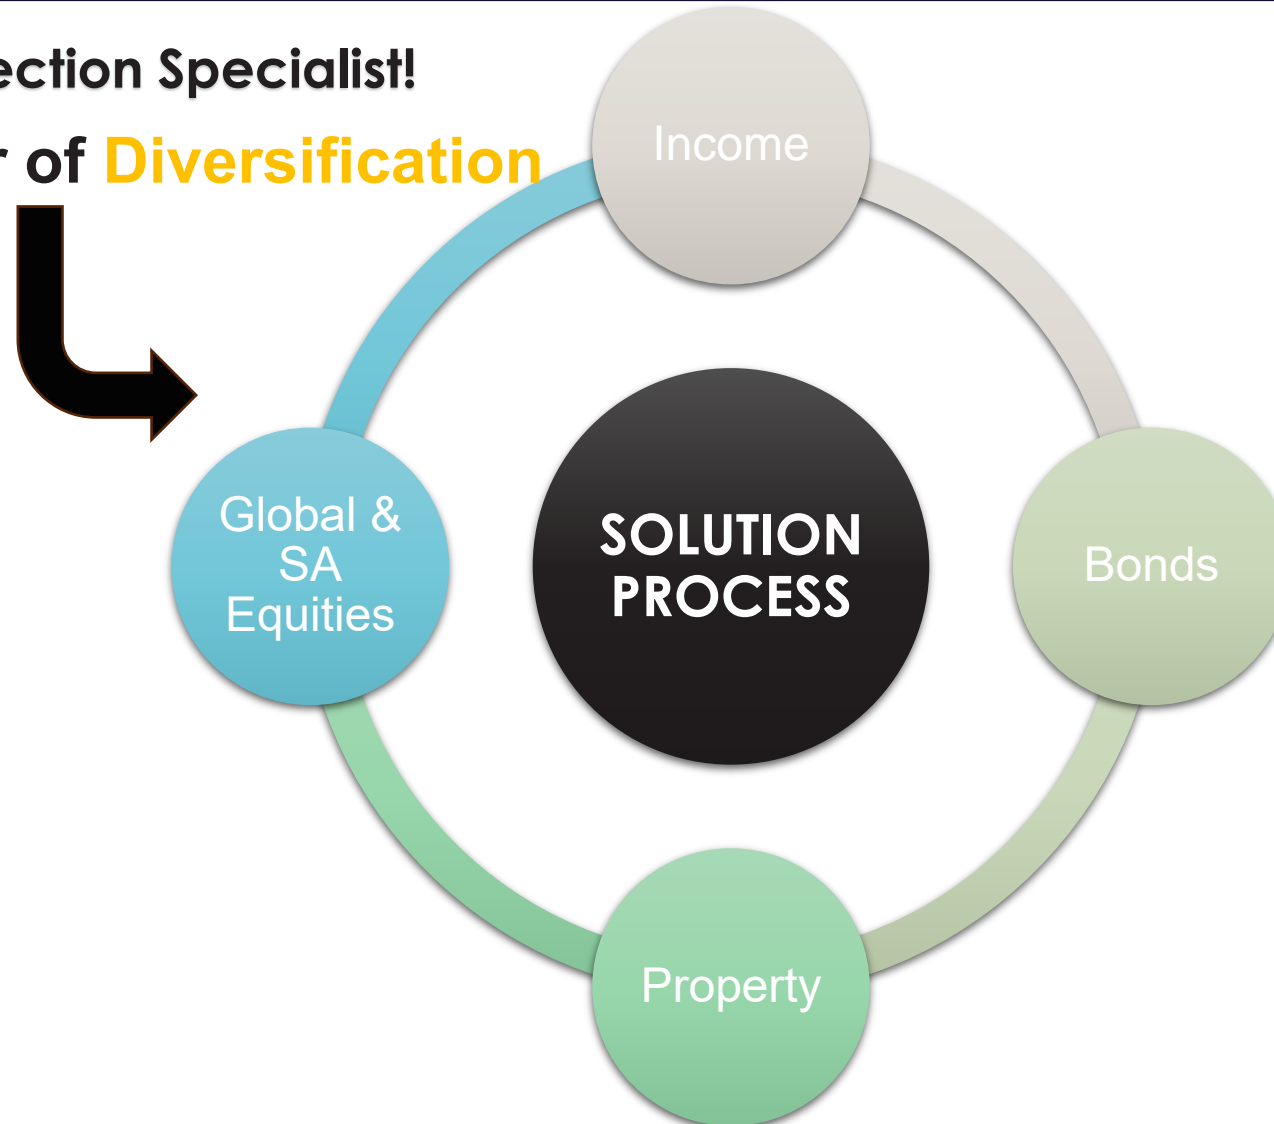 ection Specialist!
r of Diversification
Income
Global &
SA
Equities
SOLUTION
PROCESS
Bonds
Property